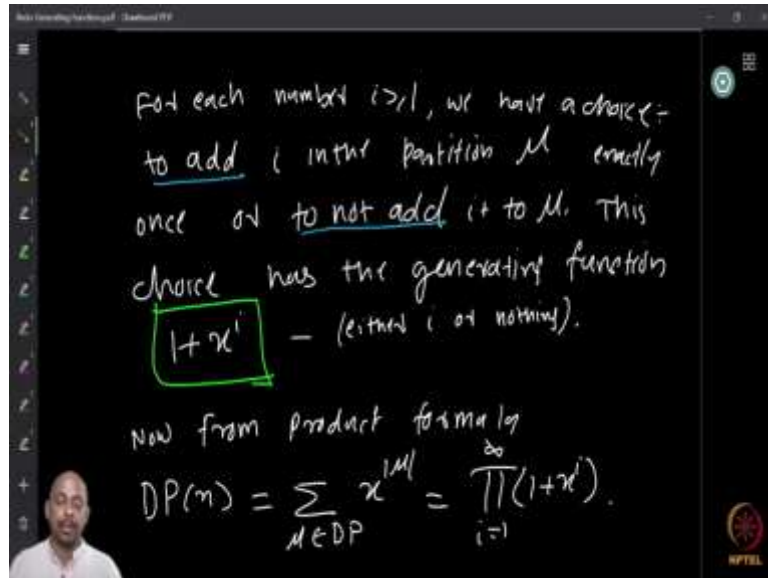 For each number i≥1, we have a choice:-
to add i in the partition μ exactly
once or to not add it to μ. This
choice has the generating function
1+x^i - (either i or nothing).
Now from product formula
DP(x) = ∑_{μ∈DP} x^{|μ|} = ∏_{i=1}^{∞} (1+x^i).
NPTEL